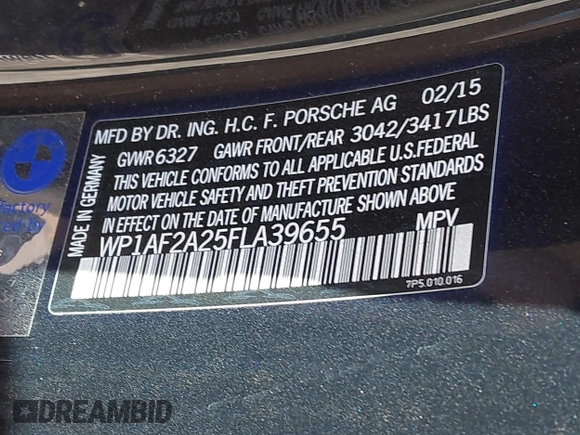 MFD BY DR. ING. H.C. F. PORSCHE AG 02/15
GVWR 6327 GAWR FRONT/REAR 3042/3417LBS
THIS VEHICLE CONFORMS TO ALL APPLICABLE U.S.FEDERAL
MOTOR VEHICLE SAFETY AND THEFT PREVENTION STANDARDS
IN EFFECT ON THE DATE OF MANUFACTURE SHOWN ABOVE
WP1AF2A25FLA39655 MPV
7P5.010.016
MADE IN GERMANY
factory
DREAMBID